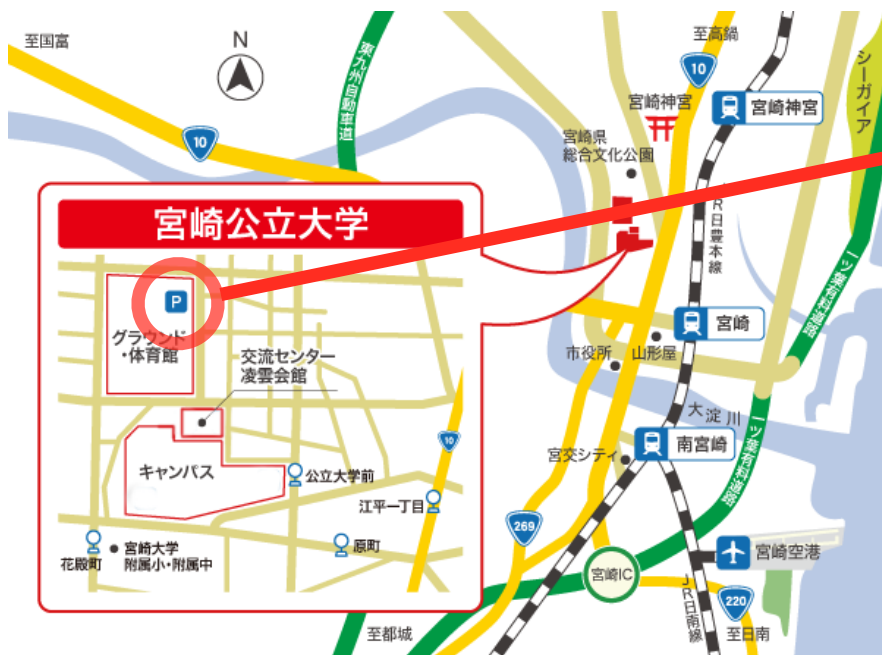 至国富
N
東九州自動車道
10
至高鍋
10
宮崎神宮
宮崎神宮
シーガイア
宮崎県
総合文化公園
JR日豊本線
一ツ葉有料道路
宮崎公立大学
P
グラウンド
・体育館
交流センター
凌雲会館
10
キャンパス
公立大学前
江平一丁目
原町
花殿町
宮崎大学
附属小・附属中
宮崎
市役所
山形屋
大淀川
一ツ葉有料道路
南宮崎
宮交シティ
269
宮崎IC
宮崎空港
JR日南線
220
至都城
至日南